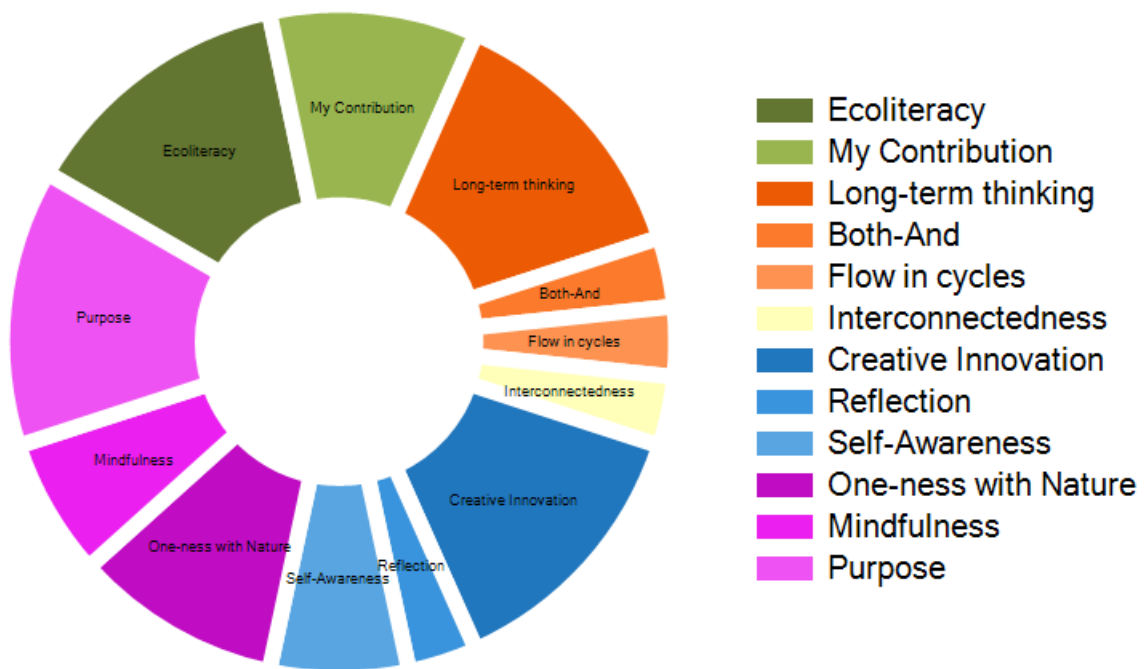 My Contribution
Ecoliteracy
Long-term thinking
Both-And
Purpose
Flow in cycles
Interconnectedness
Mindfulness
Creative Innovation
One-ness with Nature
Reflection
Self-Awareness
Ecoliteracy
My Contribution
Long-term thinking
Both-And
Flow in cycles
Interconnectedness
Creative Innovation
Reflection
Self-Awareness
One-ness with Nature
Mindfulness
Purpose